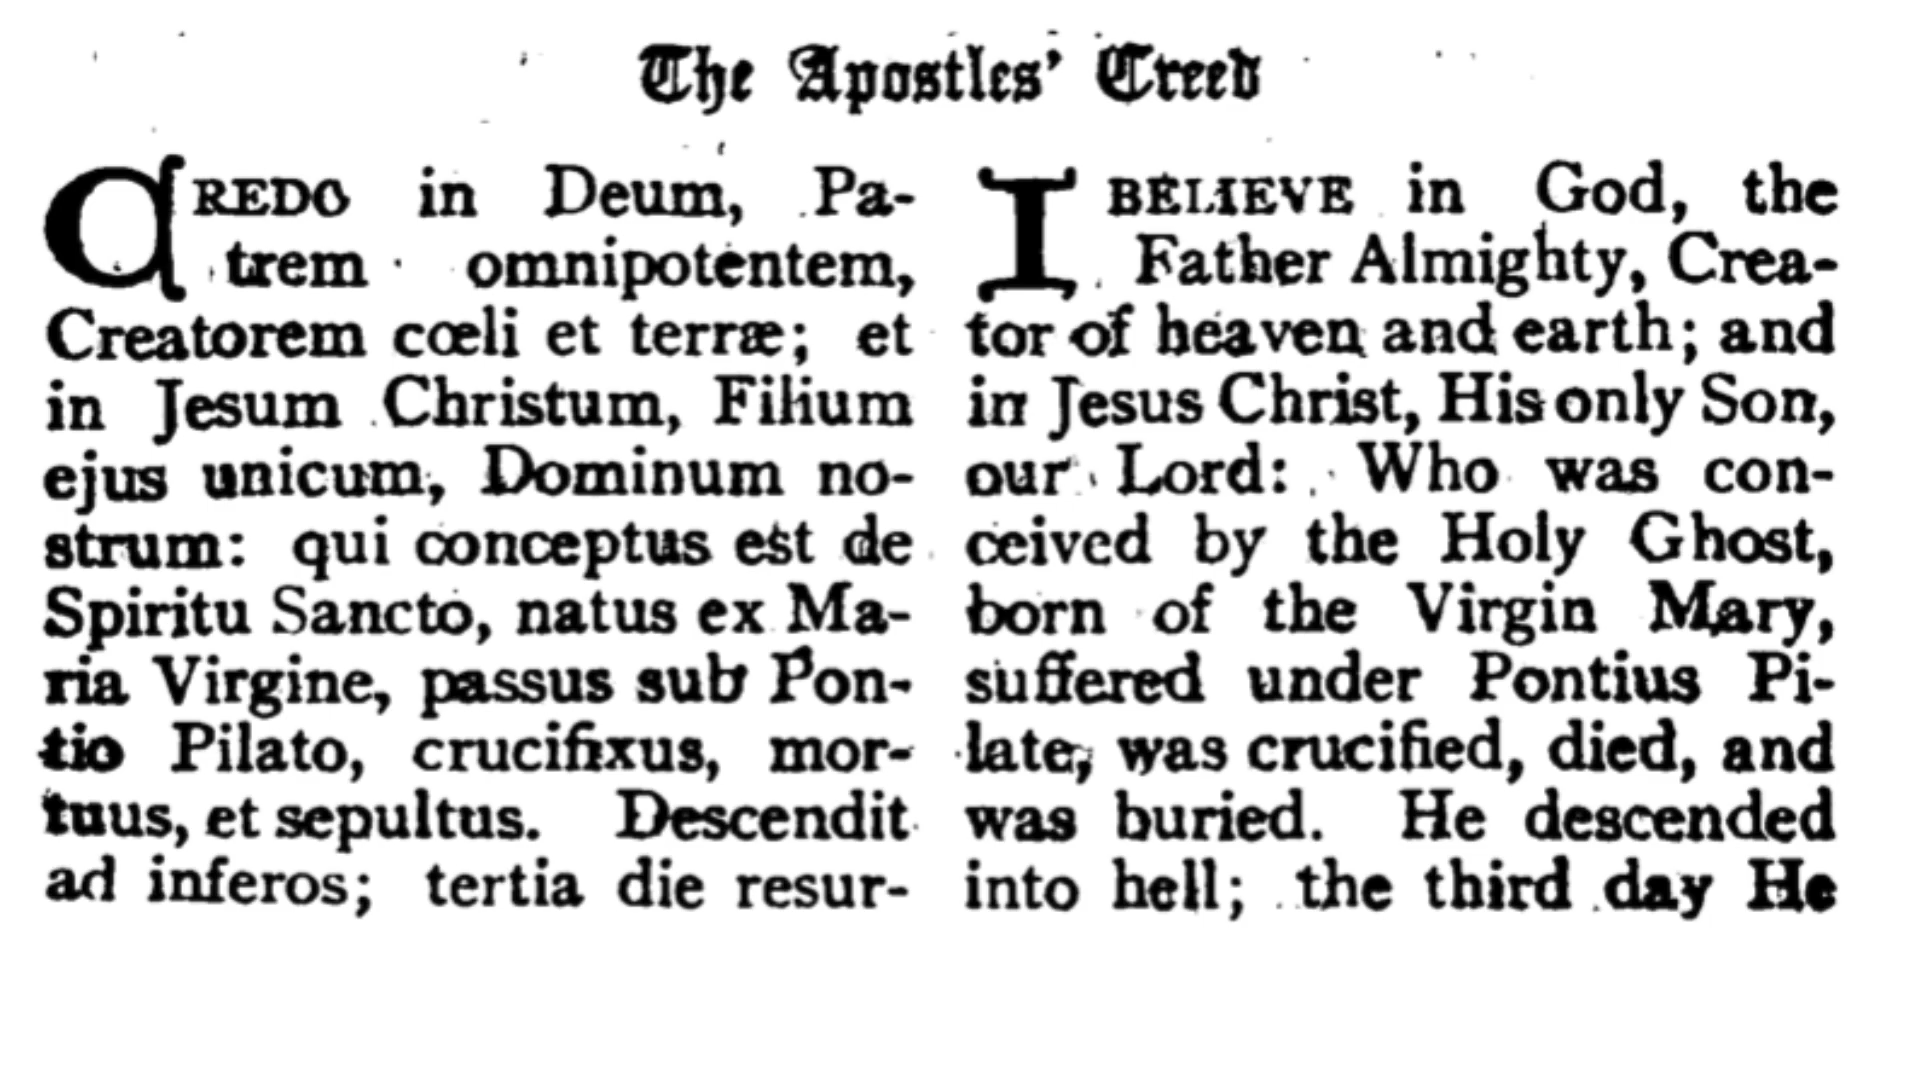 The Apostles' Creed
CREDO in Deum, Pa-
trem omnipotentem,
Creatorem cœli et terræ; et
in Jesum Christum, Filium
ejus unicum, Dominum no-
strum: qui conceptus est de
Spiritu Sancto, natus ex Ma-
ria Virgine, passus sub Pon-
tio Pilato, crucifixus, mor-
tuus, et sepultus. Descendit
ad inferos; tertia die resur-
I BELIEVE in God, the
Father Almighty, Crea-
tor of heaven and earth; and
in Jesus Christ, His only Son,
our Lord: Who was con-
ceived by the Holy Ghost,
born of the Virgin Mary,
suffered under Pontius Pi-
late, was crucified, died, and
was buried. He descended
into hell; the third day He